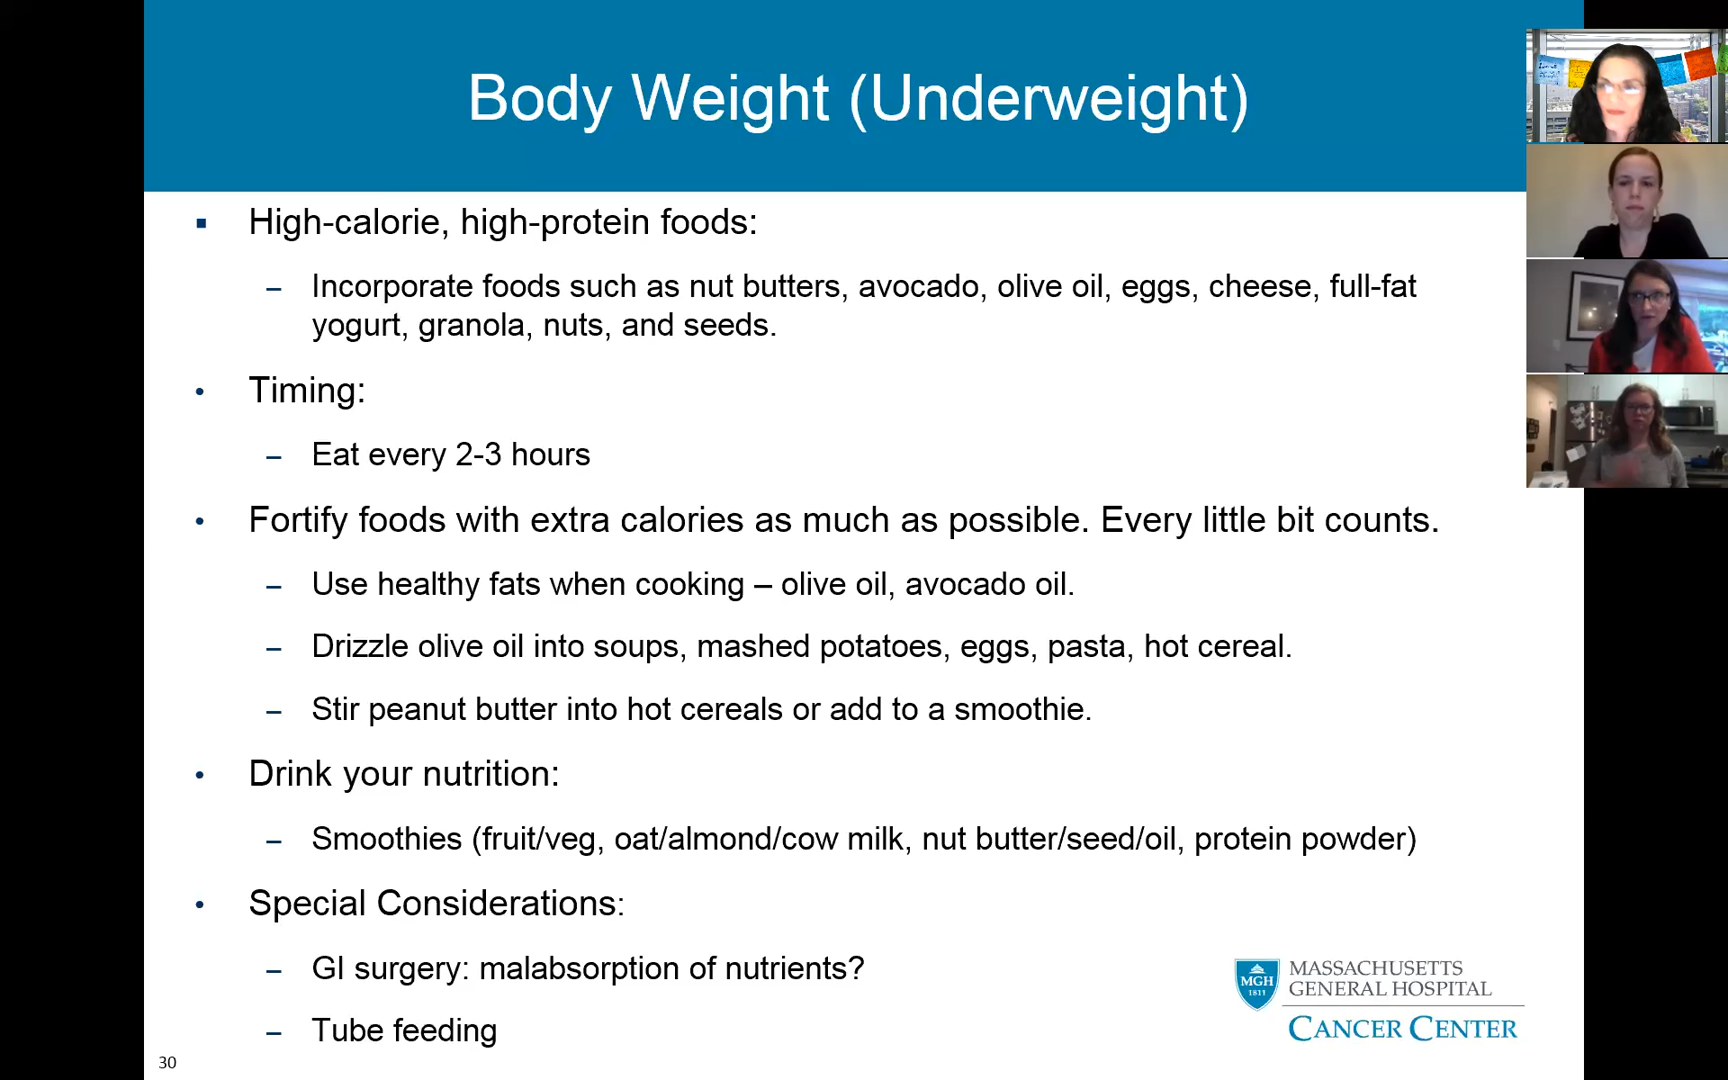 Body Weight (Underweight)
▪ High-calorie, high-protein foods:
– Incorporate foods such as nut butters, avocado, olive oil, eggs, cheese, full-fat
yogurt, granola, nuts, and seeds.
• Timing:
– Eat every 2-3 hours
• Fortify foods with extra calories as much as possible. Every little bit counts.
– Use healthy fats when cooking – olive oil, avocado oil.
– Drizzle olive oil into soups, mashed potatoes, eggs, pasta, hot cereal.
– Stir peanut butter into hot cereals or add to a smoothie.
• Drink your nutrition:
– Smoothies (fruit/veg, oat/almond/cow milk, nut butter/seed/oil, protein powder)
• Special Considerations:
– GI surgery: malabsorption of nutrients?
– Tube feeding
MGH
1811
MASSACHUSETTS
GENERAL HOSPITAL
CANCER CENTER
30